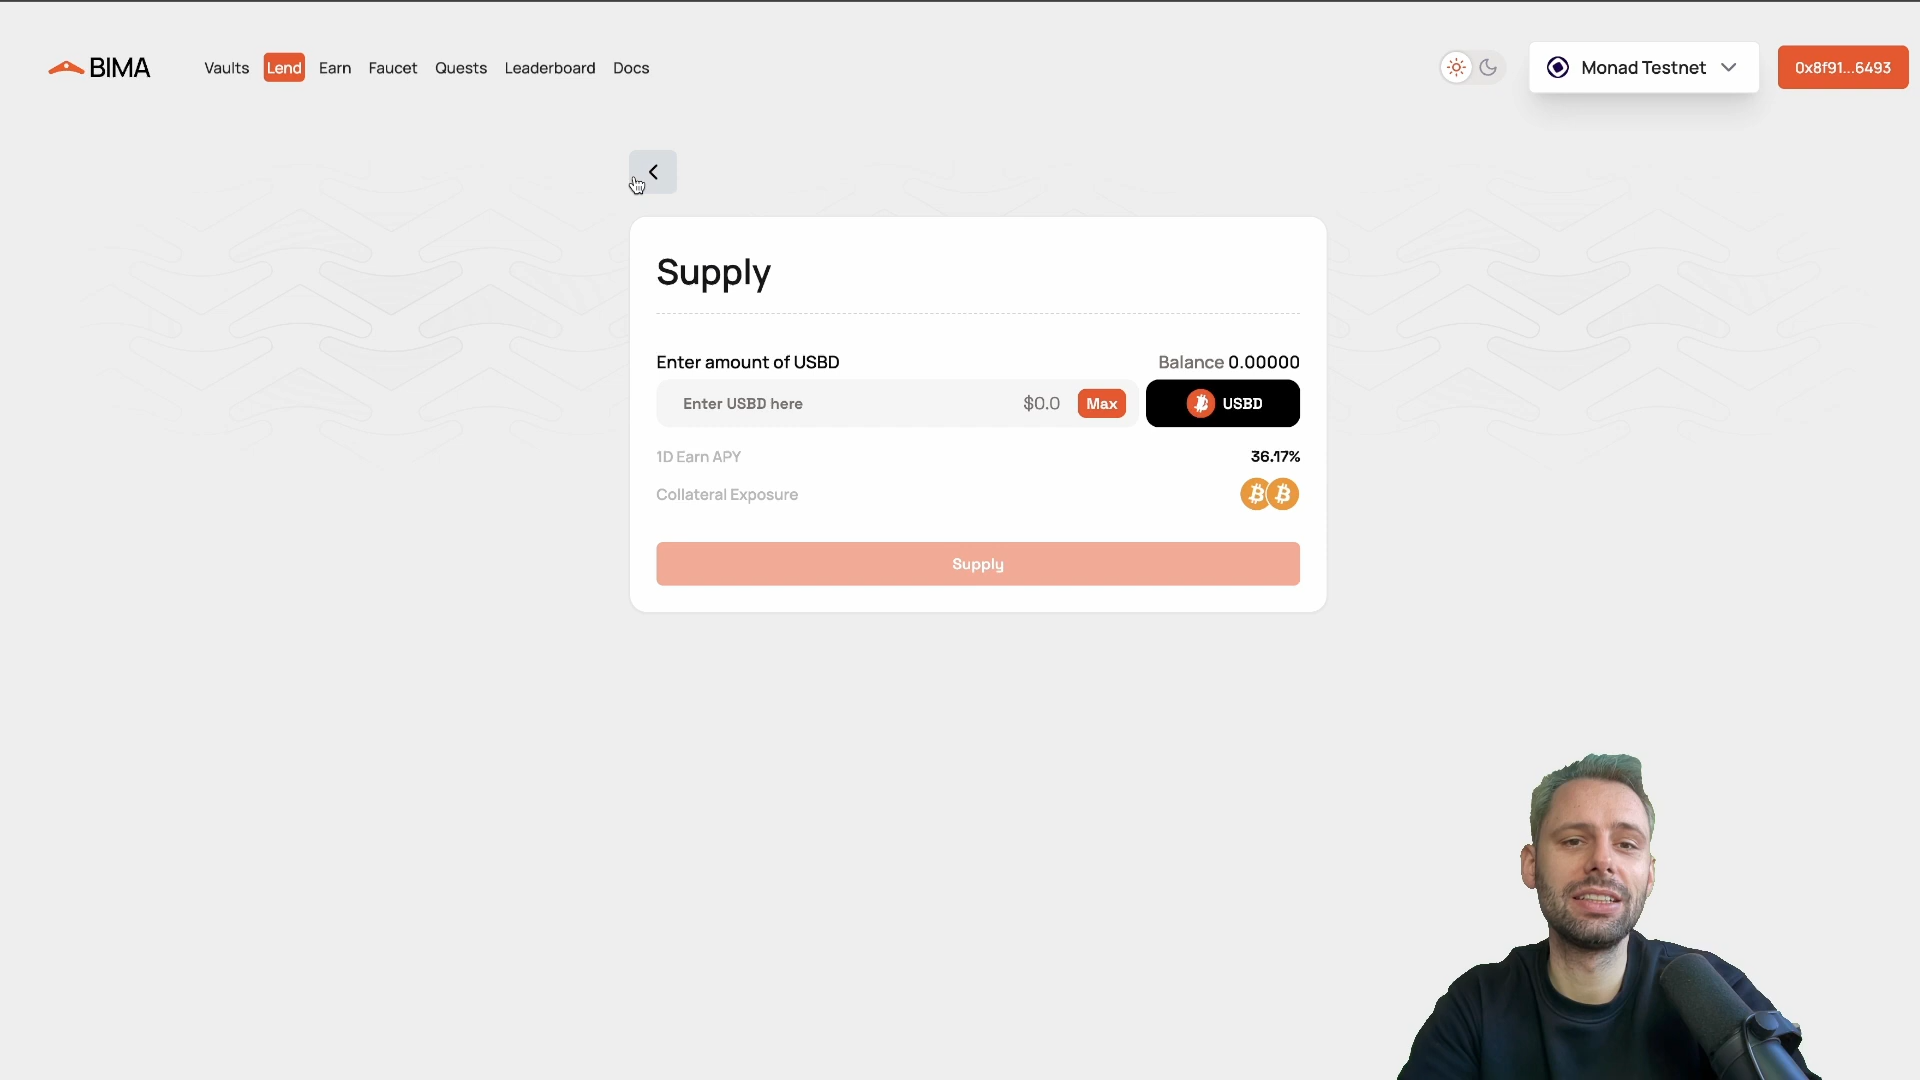 BIMA
Vaults Lend Earn Faucet Quests Leaderboard Docs
Monad Testnet
0x8f91...6493
Supply
Enter amount of USBD
Balance 0.00000
Enter USBD here
$0.0
Max
USBD
1D Earn APY
36.17%
Collateral Exposure
Supply